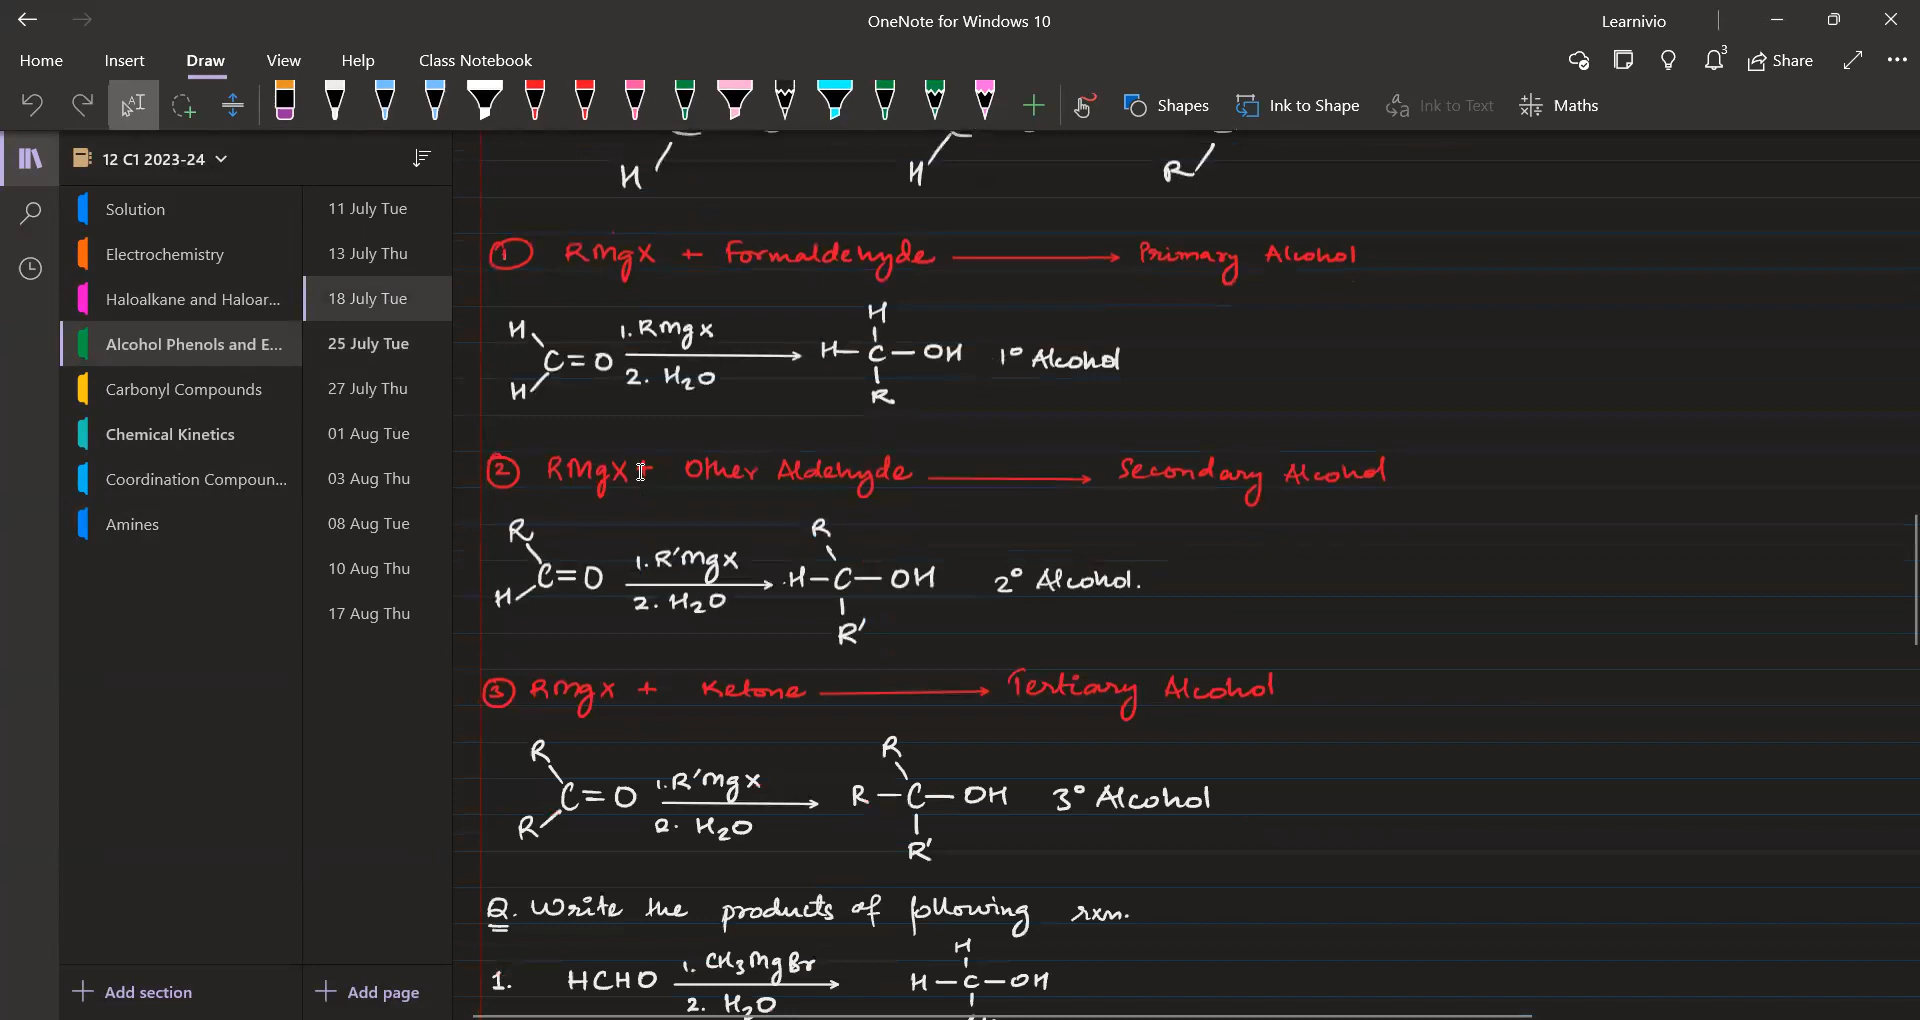 OneNote for Windows 10
Learnivio
Home Insert Draw View Help Class Notebook
3
Share
Shapes
Ink to Shape
Ink to Text
Maths
12 C1 2023-24
Solution
Electrochemistry
Haloalkane and Haloar...
Alcohol Phenols and E...
Carbonyl Compounds
Chemical Kinetics
Coordination Compoun...
Amines
Add section
11 July Tue
13 July Thu
18 July Tue
25 July Tue
27 July Thu
01 Aug Tue
03 Aug Thu
08 Aug Tue
10 Aug Thu
17 Aug Thu
Add page
H H R
① RMgX + Formaldehyde ⟶ Primary Alcohol
H H
C=O 1. RMgX ⟶ H—C—OH 1° Alcohol
H 2. H₂O R
② RMgX + Other Aldehyde ⟶ Secondary Alcohol
R R
C=O 1. R'MgX ⟶ H—C—OH 2° Alcohol.
H 2. H₂O R'
③ RMgX + Ketone ⟶ Tertiary Alcohol
R R
C=O 1. R'MgX ⟶ R—C—OH 3° Alcohol
R 2. H₂O R'
Q. Write the products of following rxn.
H
1. HCHO 1. CH₃MgBr ⟶ H—C—OH
2. H₂O